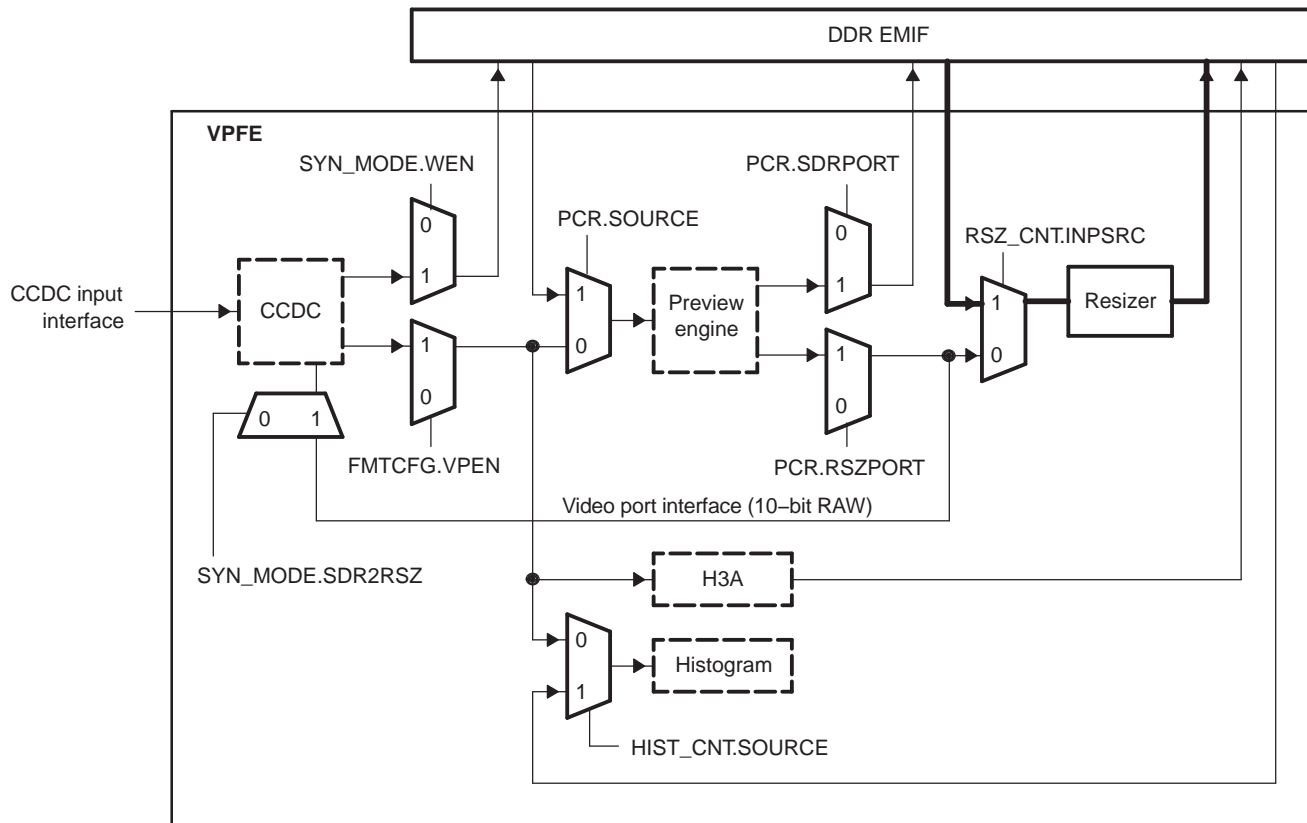 DDR EMIF
VPFE
SYN_MODE.WEN
PCR.SDRPORT
0
1
PCR.SOURCE
0
1
RSZ_CNT.INPSRC
CCDC input
interface
CCDC
1
0
Preview
engine
1
0
Resizer
1
0
1
0
0 1
FMTCFG.VPEN
PCR.RSZPORT
Video port interface (10−bit RAW)
SYN_MODE.SDR2RSZ
H3A
0
1
Histogram
HIST_CNT.SOURCE